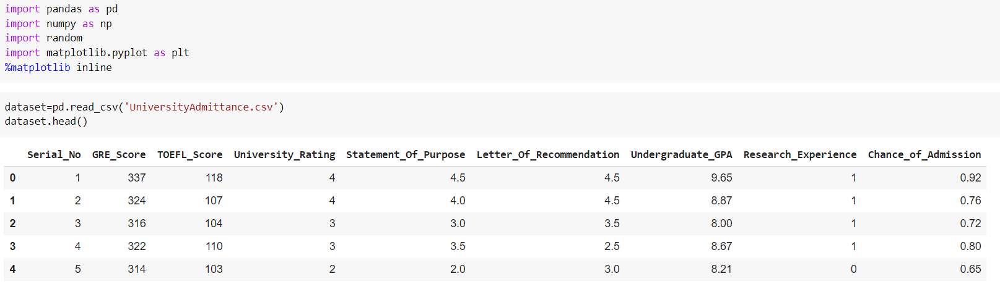 import pandas as pd
import numpy as np
import random
import matplotlib.pyplot as plt
%matplotlib inline
dataset=pd.read_csv('UniversityAdmittance.csv')
dataset.head()
Serial_No GRE_Score TOEFL_Score University_Rating Statement_Of_Purpose Letter_Of_Recommendation Undergraduate_GPA Research_Experience Chance_of_Admission
0 1 337 118 4 4.5 4.5 9.65 1 0.92
1 2 324 107 4 4.0 4.5 8.87 1 0.76
2 3 316 104 3 3.0 3.5 8.00 1 0.72
3 4 322 110 3 3.5 2.5 8.67 1 0.80
4 5 314 103 2 2.0 3.0 8.21 0 0.65